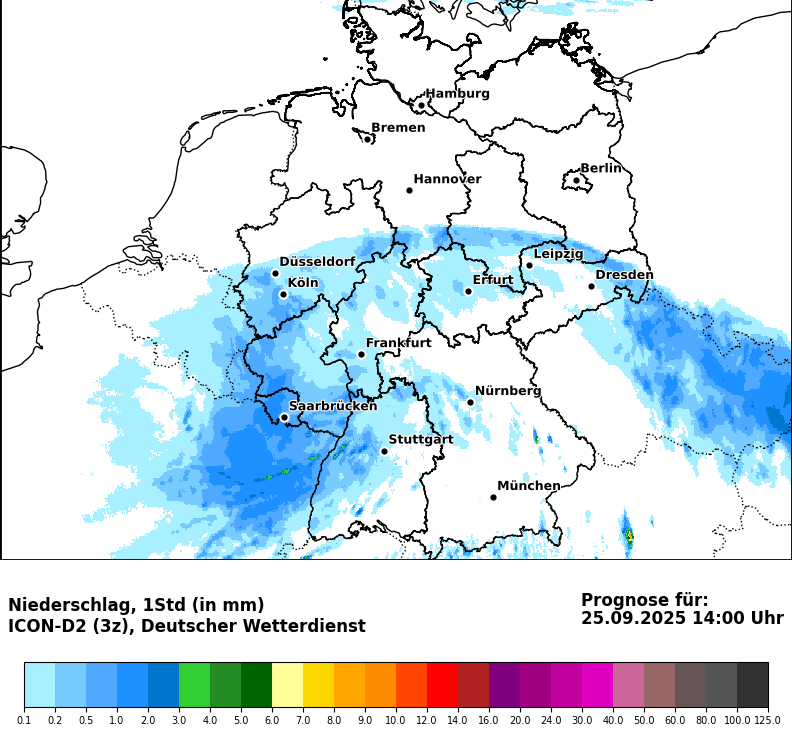 Hamburg
Bremen
Berlin
Hannover
Leipzig
Düsseldorf
Dresden
Köln
Erfurt
Frankfurt
Nürnberg
Saarbrücken
Stuttgart
München
Niederschlag, 1Std (in mm)
ICON-D2 (3z), Deutscher Wetterdienst
Prognose für:
25.09.2025 14:00 Uhr
0.1 0.2 0.5 1.0 2.0 3.0 4.0 5.0 6.0 7.0 8.0 9.0 10.0 12.0 14.0 16.0 20.0 24.0 30.0 40.0 50.0 60.0 80.0 100.0 125.0